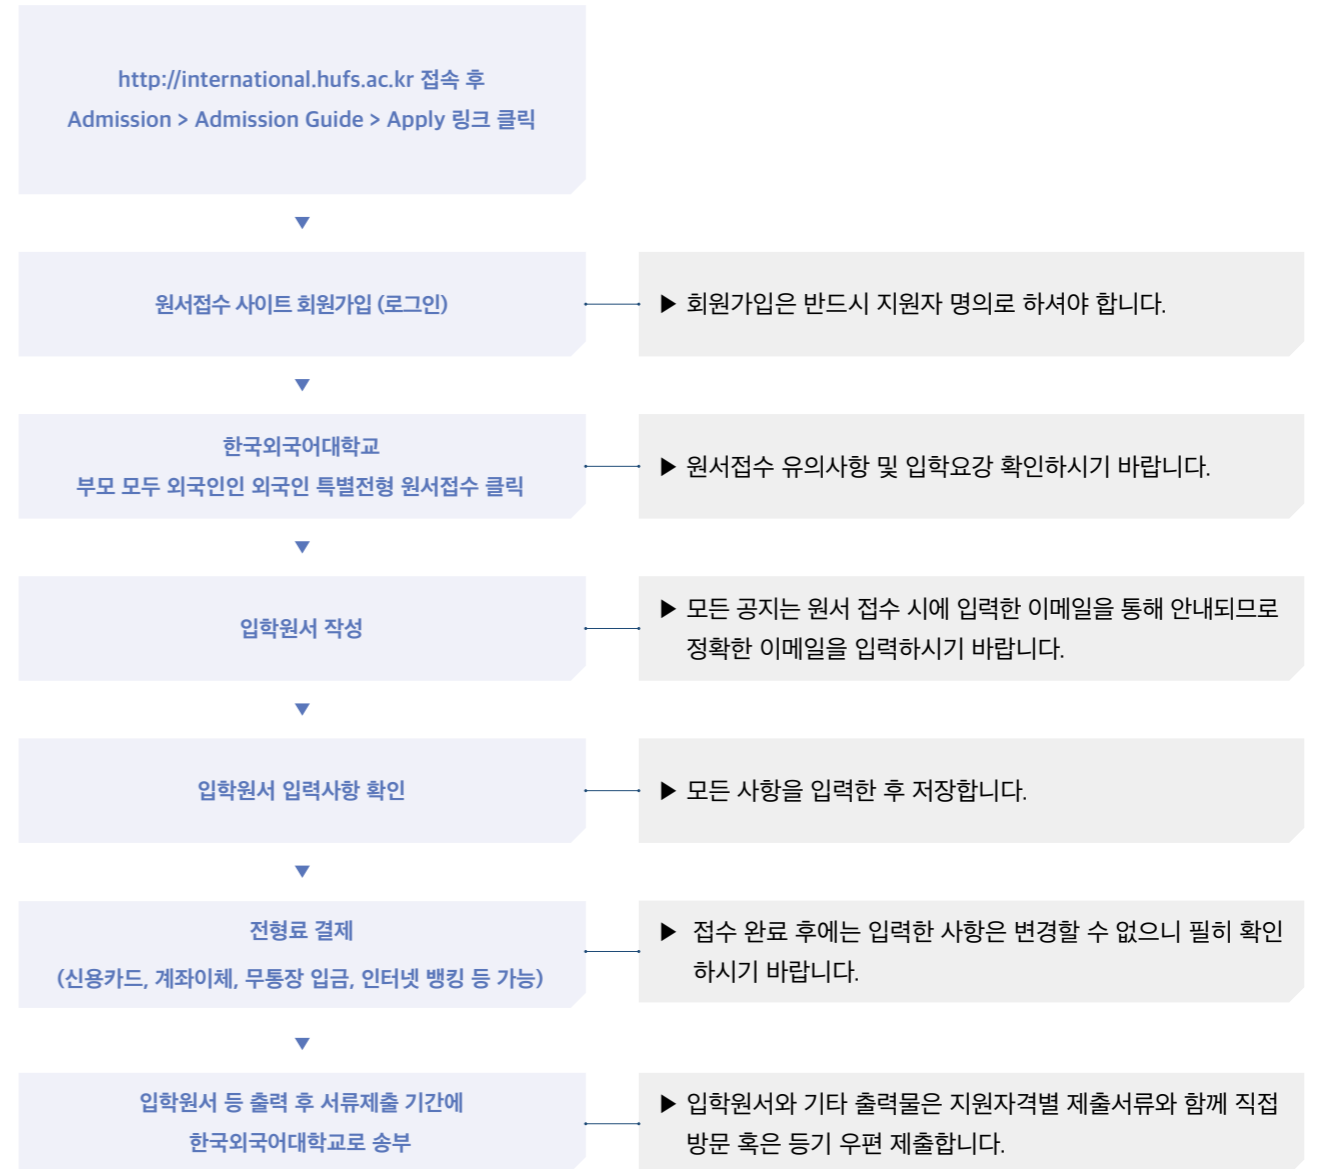 http://international.hufs.ac.kr 접속 후
Admission > Admission Guide > Apply 링크 클릭
▼
원서접수 사이트 회원가입 (로그인)
▶ 회원가입은 반드시 지원자 명의로 하셔야 합니다.
▼
한국외국어대학교
부모 모두 외국인인 외국인 특별전형 원서접수 클릭
▶ 원서접수 유의사항 및 입학요강 확인하시기 바랍니다.
▼
입학원서 작성
▶ 모든 공지는 원서 접수 시에 입력한 이메일을 통해 안내되므로
정확한 이메일을 입력하시기 바랍니다.
▼
입학원서 입력사항 확인
▶ 모든 사항을 입력한 후 저장합니다.
▼
전형료 결제
(신용카드, 계좌이체, 무통장 입금, 인터넷 뱅킹 등 가능)
▶ 접수 완료 후에는 입력한 사항은 변경할 수 없으니 필히 확인
하시기 바랍니다.
▼
입학원서 등 출력 후 서류제출 기간에
한국외국어대학교로 송부
▶ 입학원서와 기타 출력물은 지원자격별 제출서류와 함께 직접
방문 혹은 등기 우편 제출합니다.